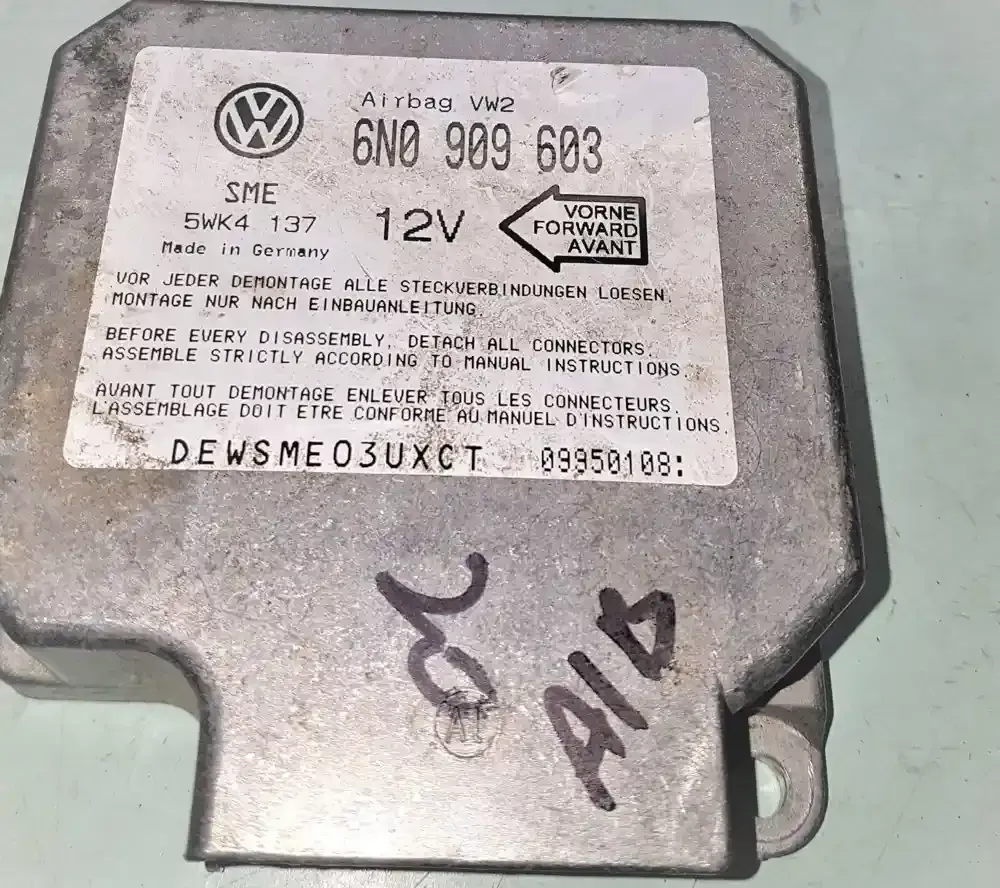 Airbag VW2
6N0 909 603
SME
5WK4 137
12V
VORNE
FORWARD
AVANT
Made in Germany
VOR JEDER DEMONTAGE ALLE STECKVERBINDUNGEN LOESEN.
MONTAGE NUR NACH EINBAUANLEITUNG.
BEFORE EVERY DISASSEMBLY, DETACH ALL CONNECTORS.
ASSEMBLE STRICTLY ACCORDING TO MANUAL INSTRUCTIONS.
AVANT TOUT DEMONTAGE ENLEVER TOUS LES CONNECTEURS.
L'ASSEMBLAGE DOIT ETRE CONFORME AU MANUEL D'INSTRUCTIONS.
DEWSME03UXCT 09950108:
AIB
AT